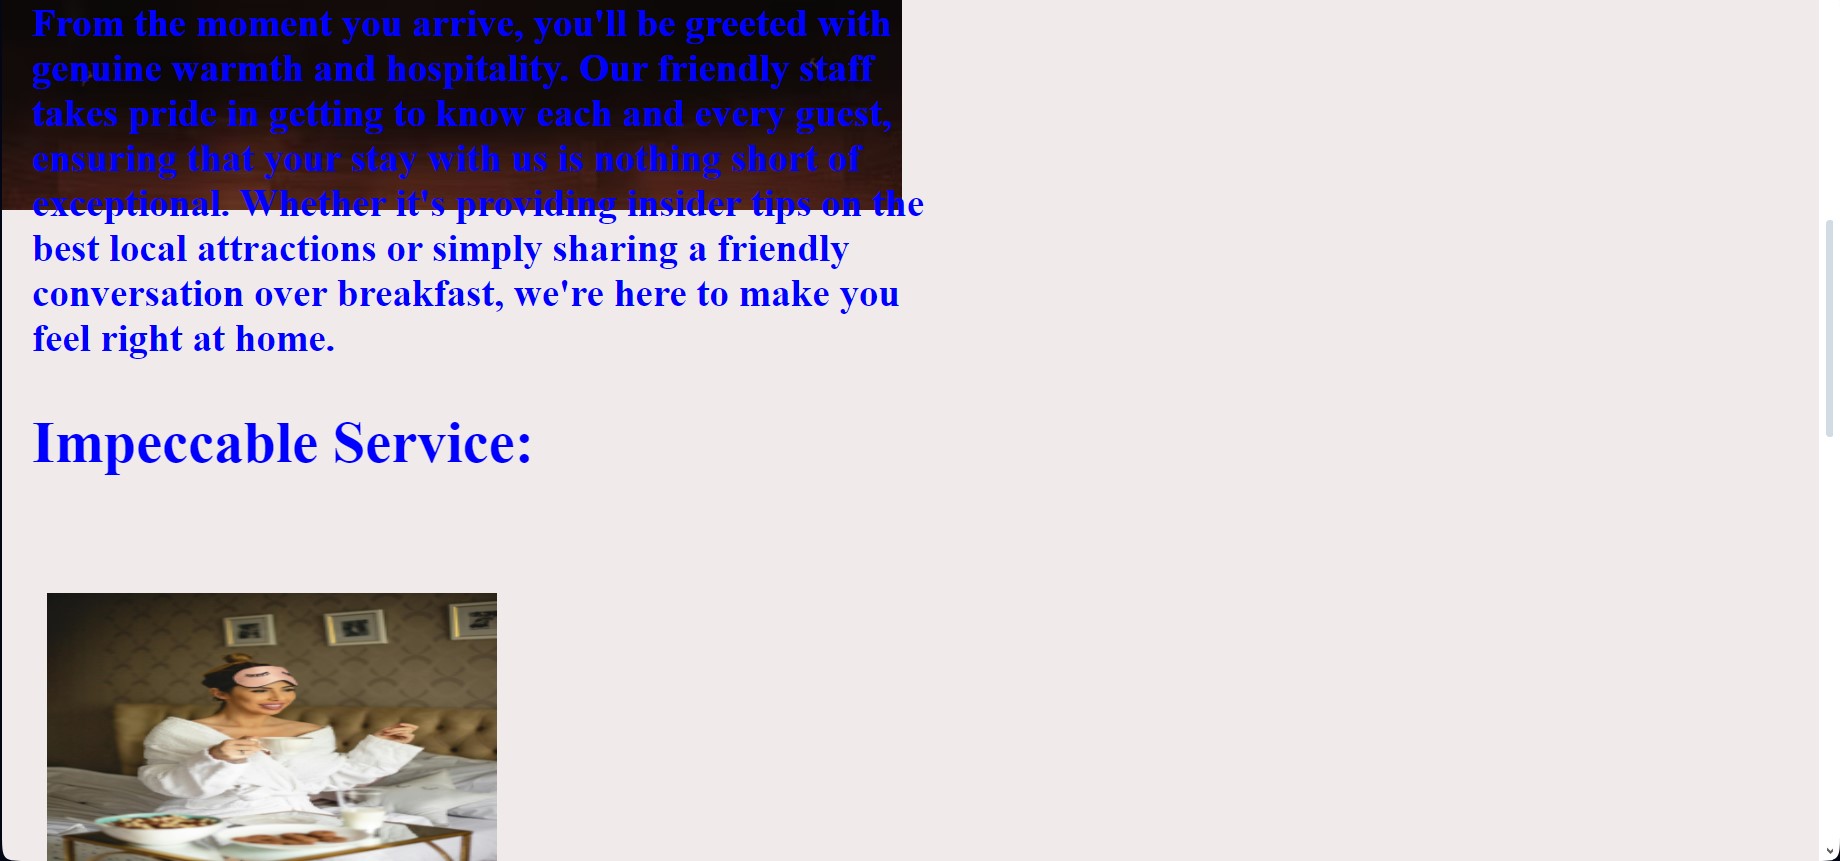 From the moment you arrive, you'll be greeted with
genuine warmth and hospitality. Our friendly staff
takes pride in getting to know each and every guest,
ensuring that your stay with us is nothing short of
exceptional. Whether it's providing insider tips on the
best local attractions or simply sharing a friendly
conversation over breakfast, we're here to make you
feel right at home.
Impeccable Service: